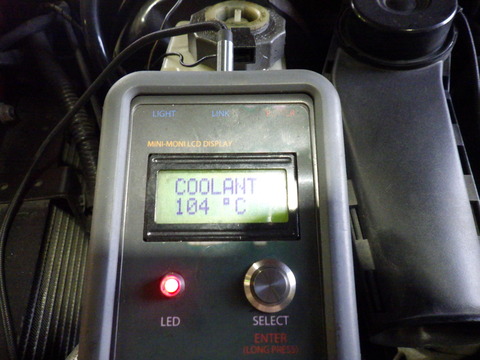 LIGHT LINK
MINI-MONI LCD DISPLAY
COOLANT
104 °C
LED SELECT
ENTER
(LONG PRESS)